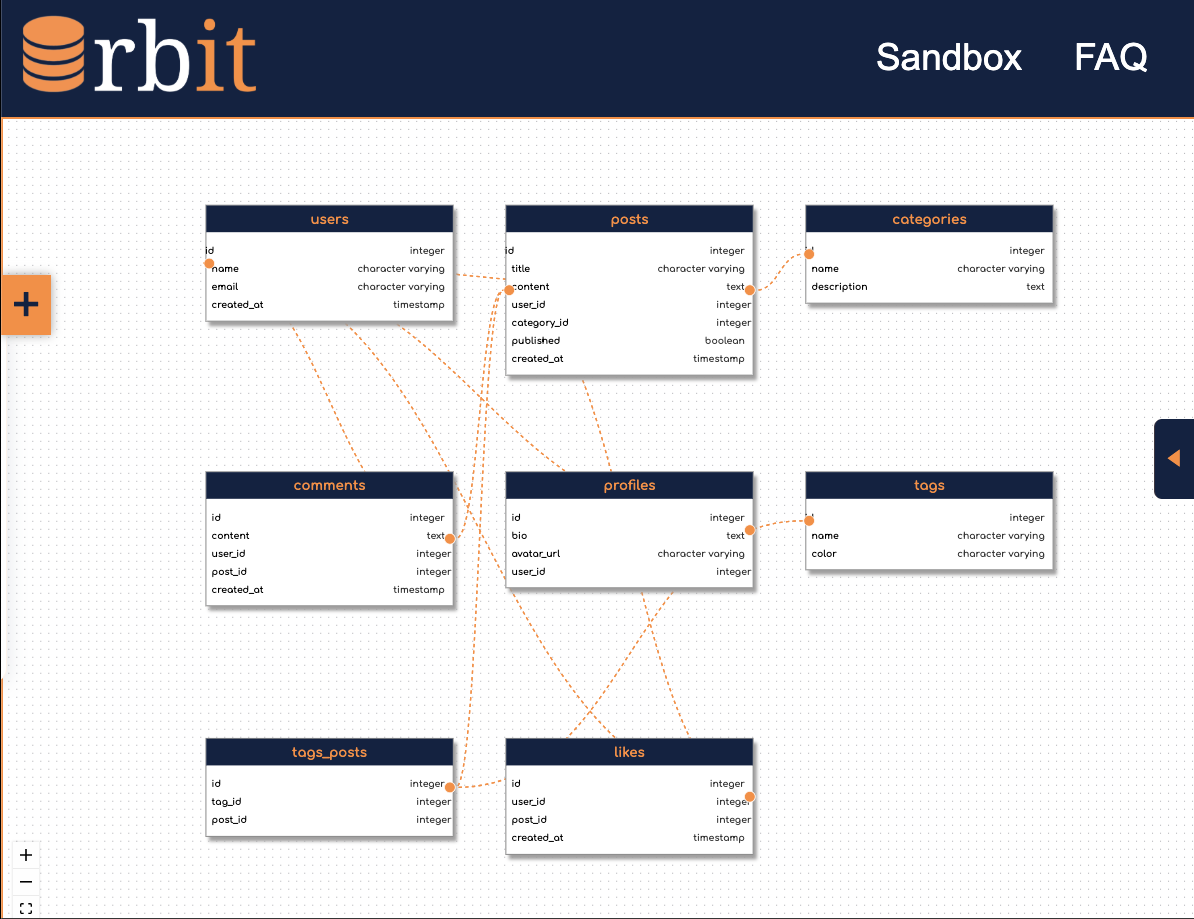 rbit
Sandbox FAQ
users
id integer
name character varying
email character varying
created_at timestamp
posts
id integer
title character varying
content text
user_id integer
category_id integer
published boolean
created_at timestamp
categories
id integer
name character varying
description text
comments
id integer
content text
user_id integer
post_id integer
created_at timestamp
profiles
id integer
bio text
avatar_url character varying
user_id integer
tags
id integer
name character varying
color character varying
tags_posts
id integer
tag_id integer
post_id integer
likes
id integer
user_id integer
post_id integer
created_at timestamp